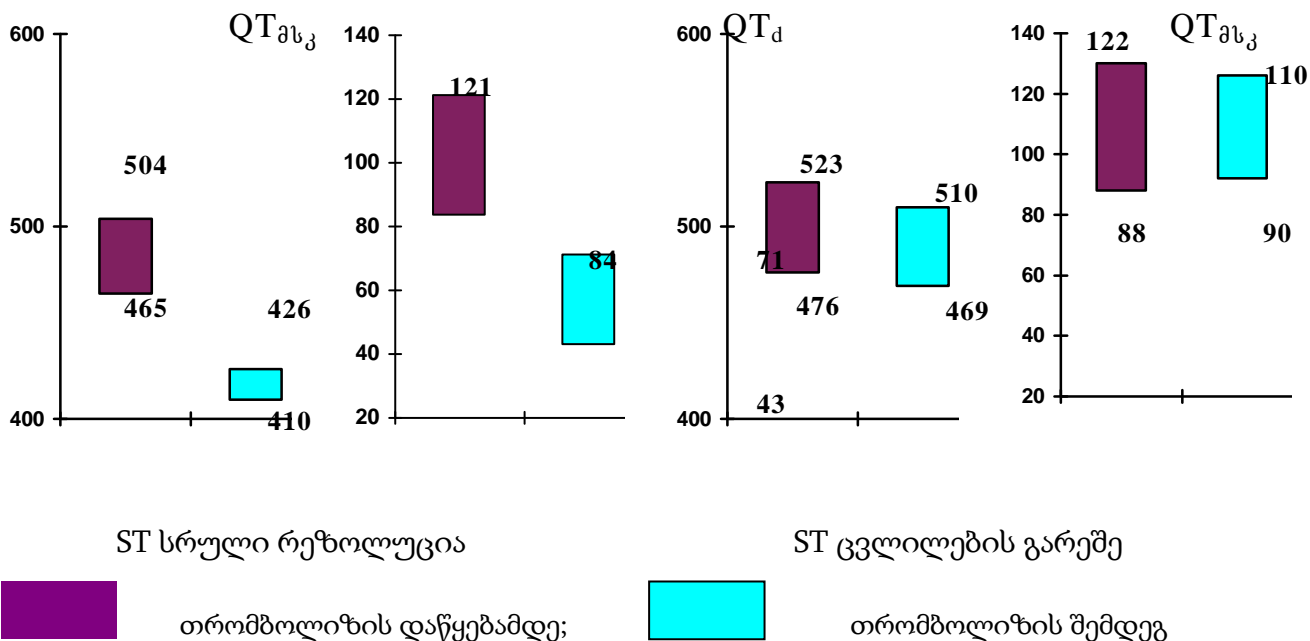 QTმსკ QTd QTმსკ
600 140 600 140
122
120 121 120 110
504 523
100 510 100
500 80 500 80
84 71 88 90
465 426 60 476 469 60
40 40
400 410 20 400 43 20
ST სრული რეზოლუცია ST ცვლილების გარეშე
თრომბოლიზის დაწყებამდე; თრომბოლიზის შემდეგ